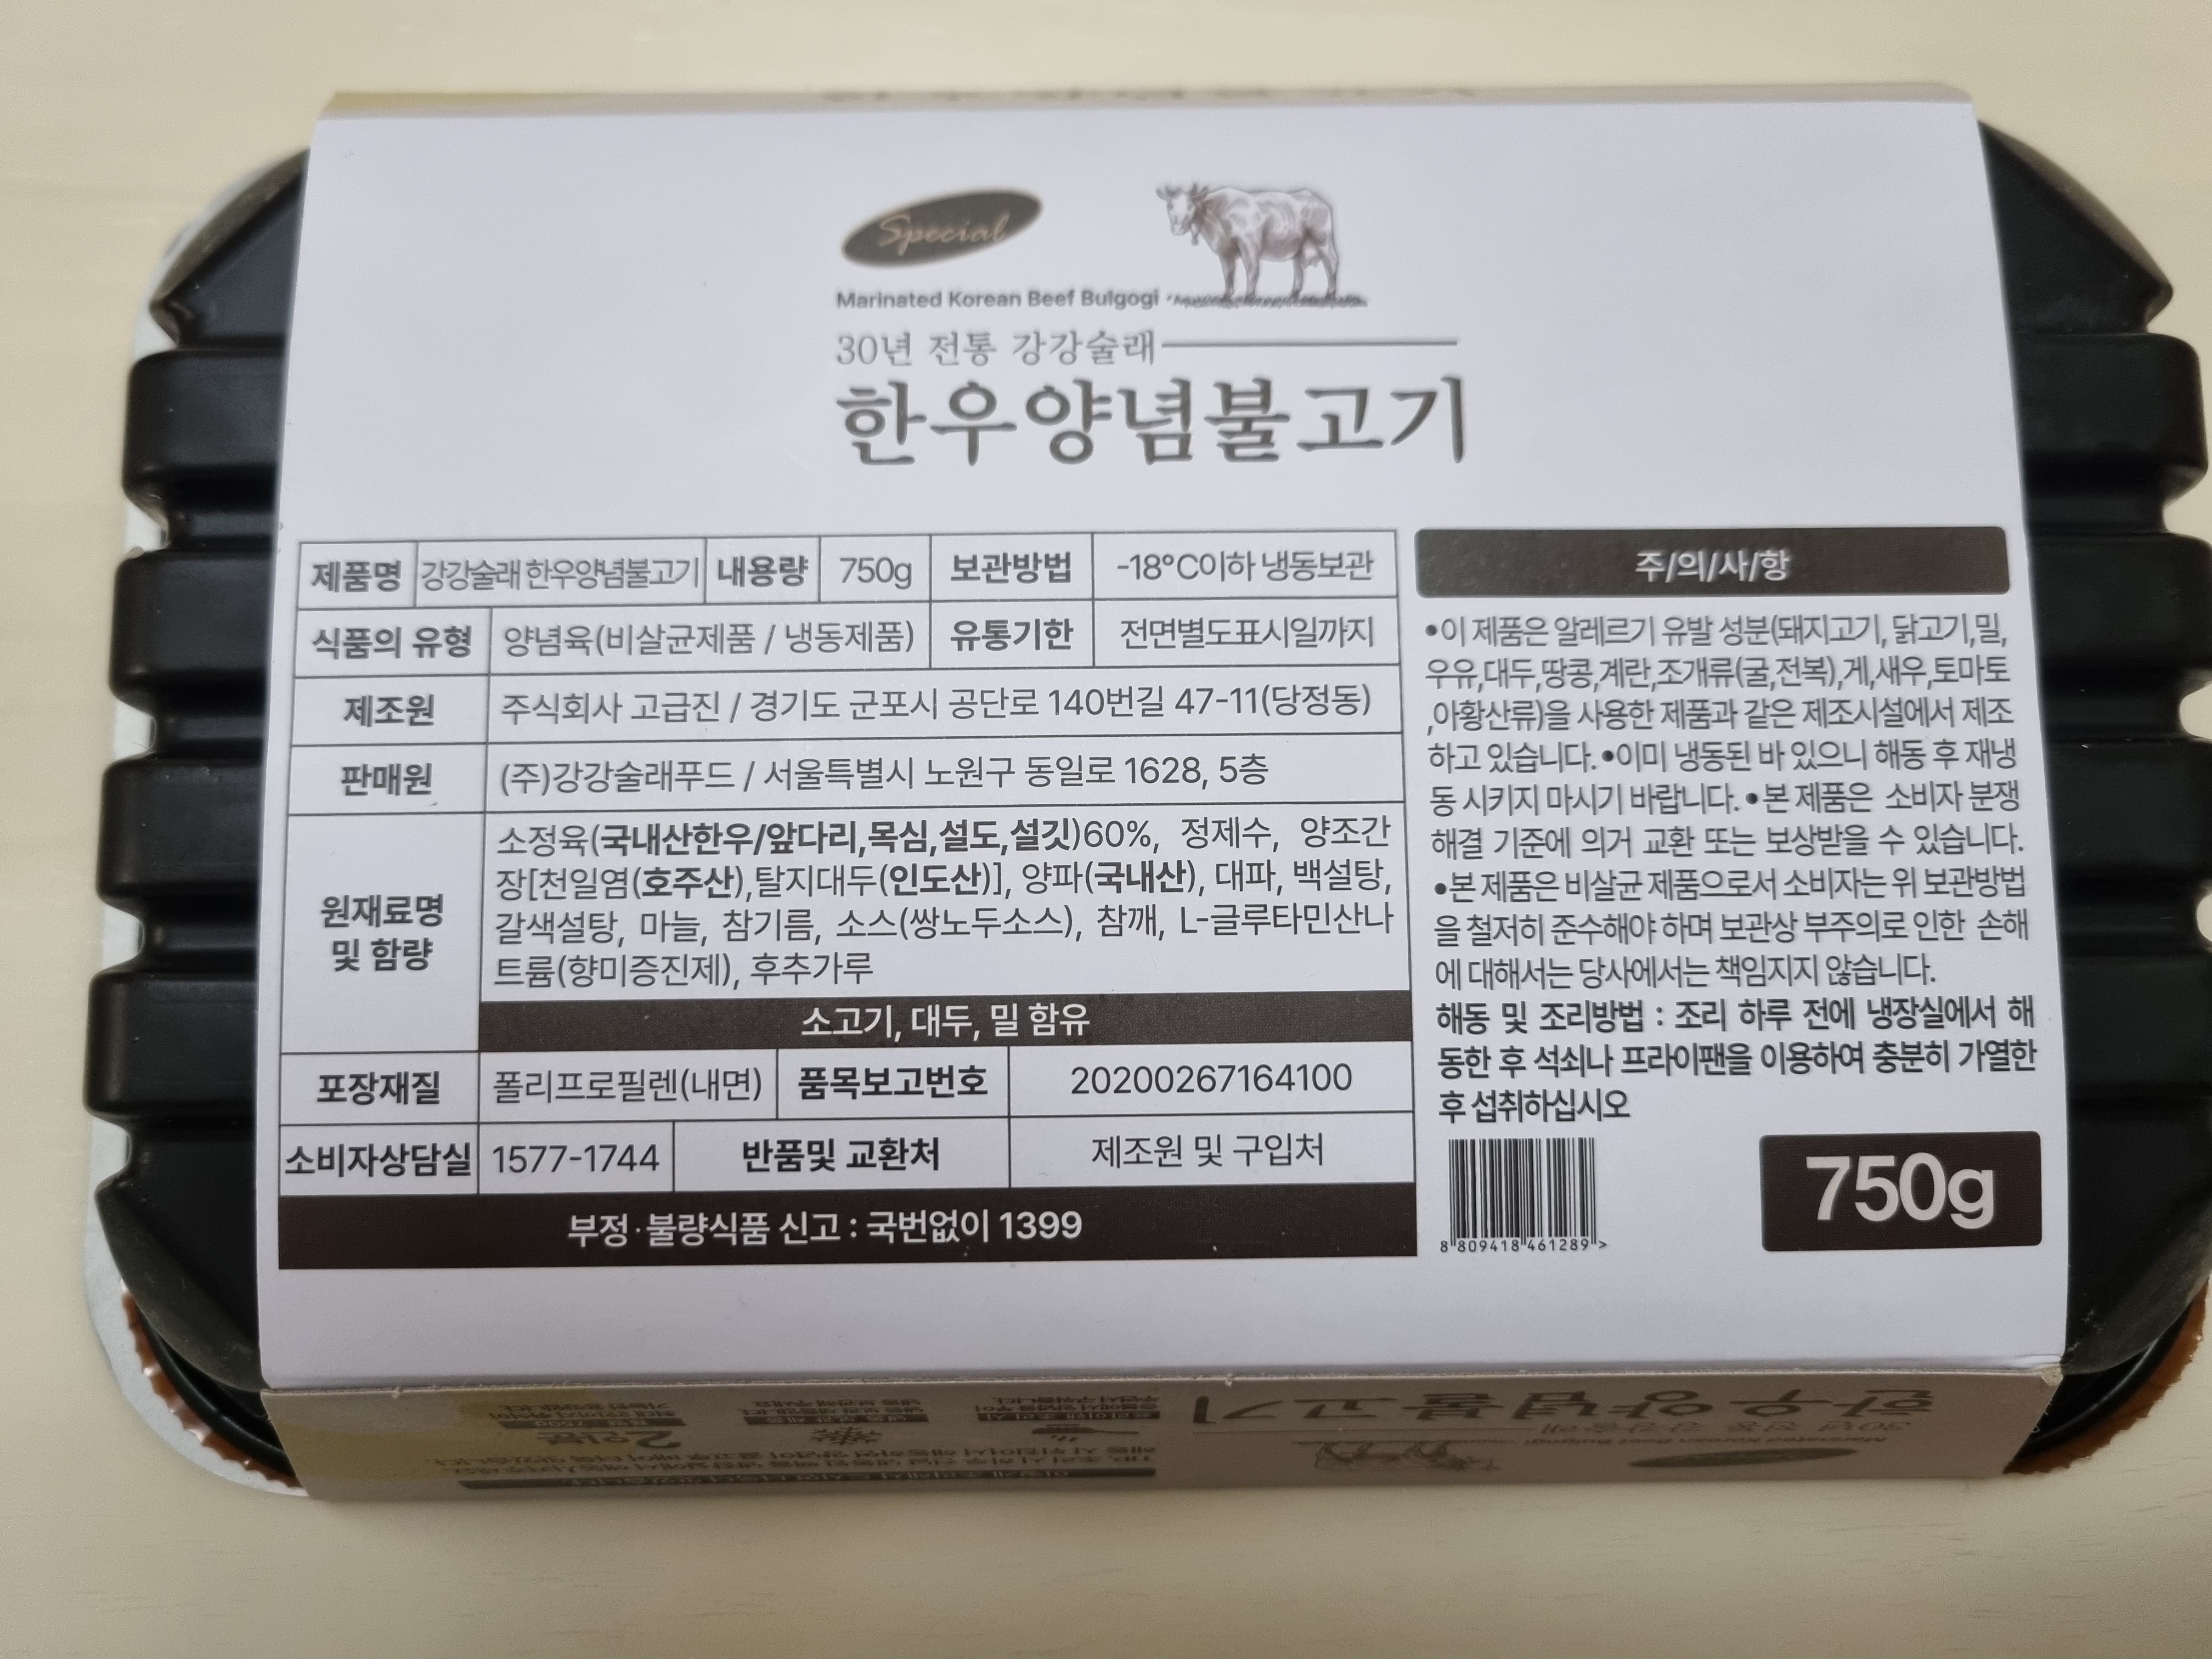 Special
Marinated Korean Beef Bulgogi
30년 전통 강강술래
한우양념불고기
제품명 강강술래 한우양념불고기 내용량 750g 보관방법 -18°C이하 냉동보관
식품의 유형 양념육(비살균제품 / 냉동제품) 유통기한 전면별도표시일까지
제조원 주식회사 고급진 / 경기도 군포시 공단로 140번길 47-11(당정동)
판매원 (주)강강술래푸드 / 서울특별시 노원구 동일로 1628, 5층
원재료명
및 함량
소정육(국내산한우/앞다리,목심,설도,설깃)60%, 정제수, 양조간
장[천일염(호주산),탈지대두(인도산)], 양파(국내산), 대파, 백설탕,
갈색설탕, 마늘, 참기름, 소스(쌍노두소스), 참깨, L-글루타민산나
트륨(향미증진제), 후추가루
소고기, 대두, 밀 함유
포장재질 폴리프로필렌(내면) 품목보고번호 20200267164100
소비자상담실 1577-1744 반품및 교환처 제조원 및 구입처
부정·불량식품 신고 : 국번없이 1399
주/의/사/항
•이 제품은 알레르기 유발 성분(돼지고기, 닭고기,밀,
우유,대두,땅콩,계란,조개류(굴,전복),게,새우,토마토
,아황산류)을 사용한 제품과 같은 제조시설에서 제조
하고 있습니다. •이미 냉동된 바 있으니 해동 후 재냉
동 시키지 마시기 바랍니다. •본 제품은 소비자 분쟁
해결 기준에 의거 교환 또는 보상받을 수 있습니다.
•본 제품은 비살균 제품으로서 소비자는 위 보관방법
을 철저히 준수해야 하며 보관상 부주의로 인한 손해
에 대해서는 당사에서는 책임지지 않습니다.
해동 및 조리방법 : 조리 하루 전에 냉장실에서 해
동한 후 석쇠나 프라이팬을 이용하여 충분히 가열한
후 섭취하십시오
8 809418 461289 >
750g
한우양념불고기
30년 전통 강강술래
Marinated Korean Beef Bulgogi
2인분